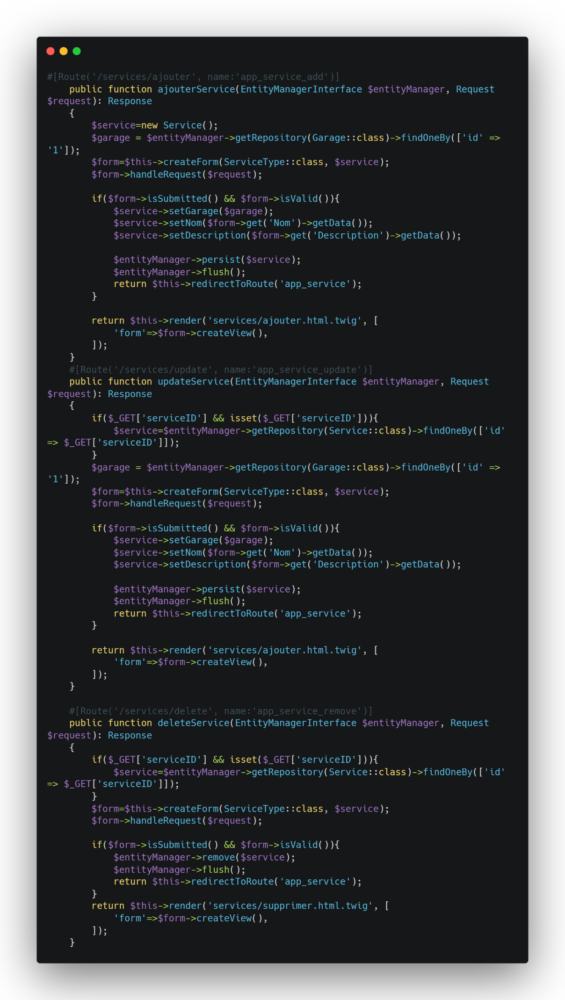 #[Route('/services/ajouter', name:'app_service_add')]
    public function ajouterService(EntityManagerInterface $entityManager, Request
$request): Response
    {
        $service=new Service();
        $garage = $entityManager->getRepository(Garage::class)->findOneBy(['id' =>
'1']);
        $form=$this->createForm(ServiceType::class, $service);
        $form->handleRequest($request);

        if($form->isSubmitted() && $form->isValid()){
            $service->setGarage($garage);
            $service->setNom($form->get('Nom')->getData());
            $service->setDescription($form->get('Description')->getData());

            $entityManager->persist($service);
            $entityManager->flush();
            return $this->redirectToRoute('app_service');
        }

        return $this->render('services/ajouter.html.twig', [
            'form'=>$form->createView(),
        ]);
    }
    #[Route('/services/update', name:'app_service_update')]
    public function updateService(EntityManagerInterface $entityManager, Request
$request): Response
    {
        if($_GET['serviceID'] && isset($_GET['serviceID'])){
            $service=$entityManager->getRepository(Service::class)->findOneBy(['id'
=> $_GET['serviceID']]);
        }
        $garage = $entityManager->getRepository(Garage::class)->findOneBy(['id' =>
'1']);
        $form=$this->createForm(ServiceType::class, $service);
        $form->handleRequest($request);

        if($form->isSubmitted() && $form->isValid()){
            $service->setGarage($garage);
            $service->setNom($form->get('Nom')->getData());
            $service->setDescription($form->get('Description')->getData());

            $entityManager->persist($service);
            $entityManager->flush();
            return $this->redirectToRoute('app_service');
        }

        return $this->render('services/ajouter.html.twig', [
            'form'=>$form->createView(),
        ]);
    }

    #[Route('/services/delete', name:'app_service_remove')]
    public function deleteService(EntityManagerInterface $entityManager, Request
$request): Response
    {
        if($_GET['serviceID'] && isset($_GET['serviceID'])){
            $service=$entityManager->getRepository(Service::class)->findOneBy(['id'
=> $_GET['serviceID']]);
        }
        $form=$this->createForm(ServiceType::class, $service);
        $form->handleRequest($request);

        if($form->isSubmitted() && $form->isValid()){
            $entityManager->remove($service);
            $entityManager->flush();
            return $this->redirectToRoute('app_service');
        }
        return $this->render('services/supprimer.html.twig', [
            'form'=>$form->createView(),
        ]);
    }